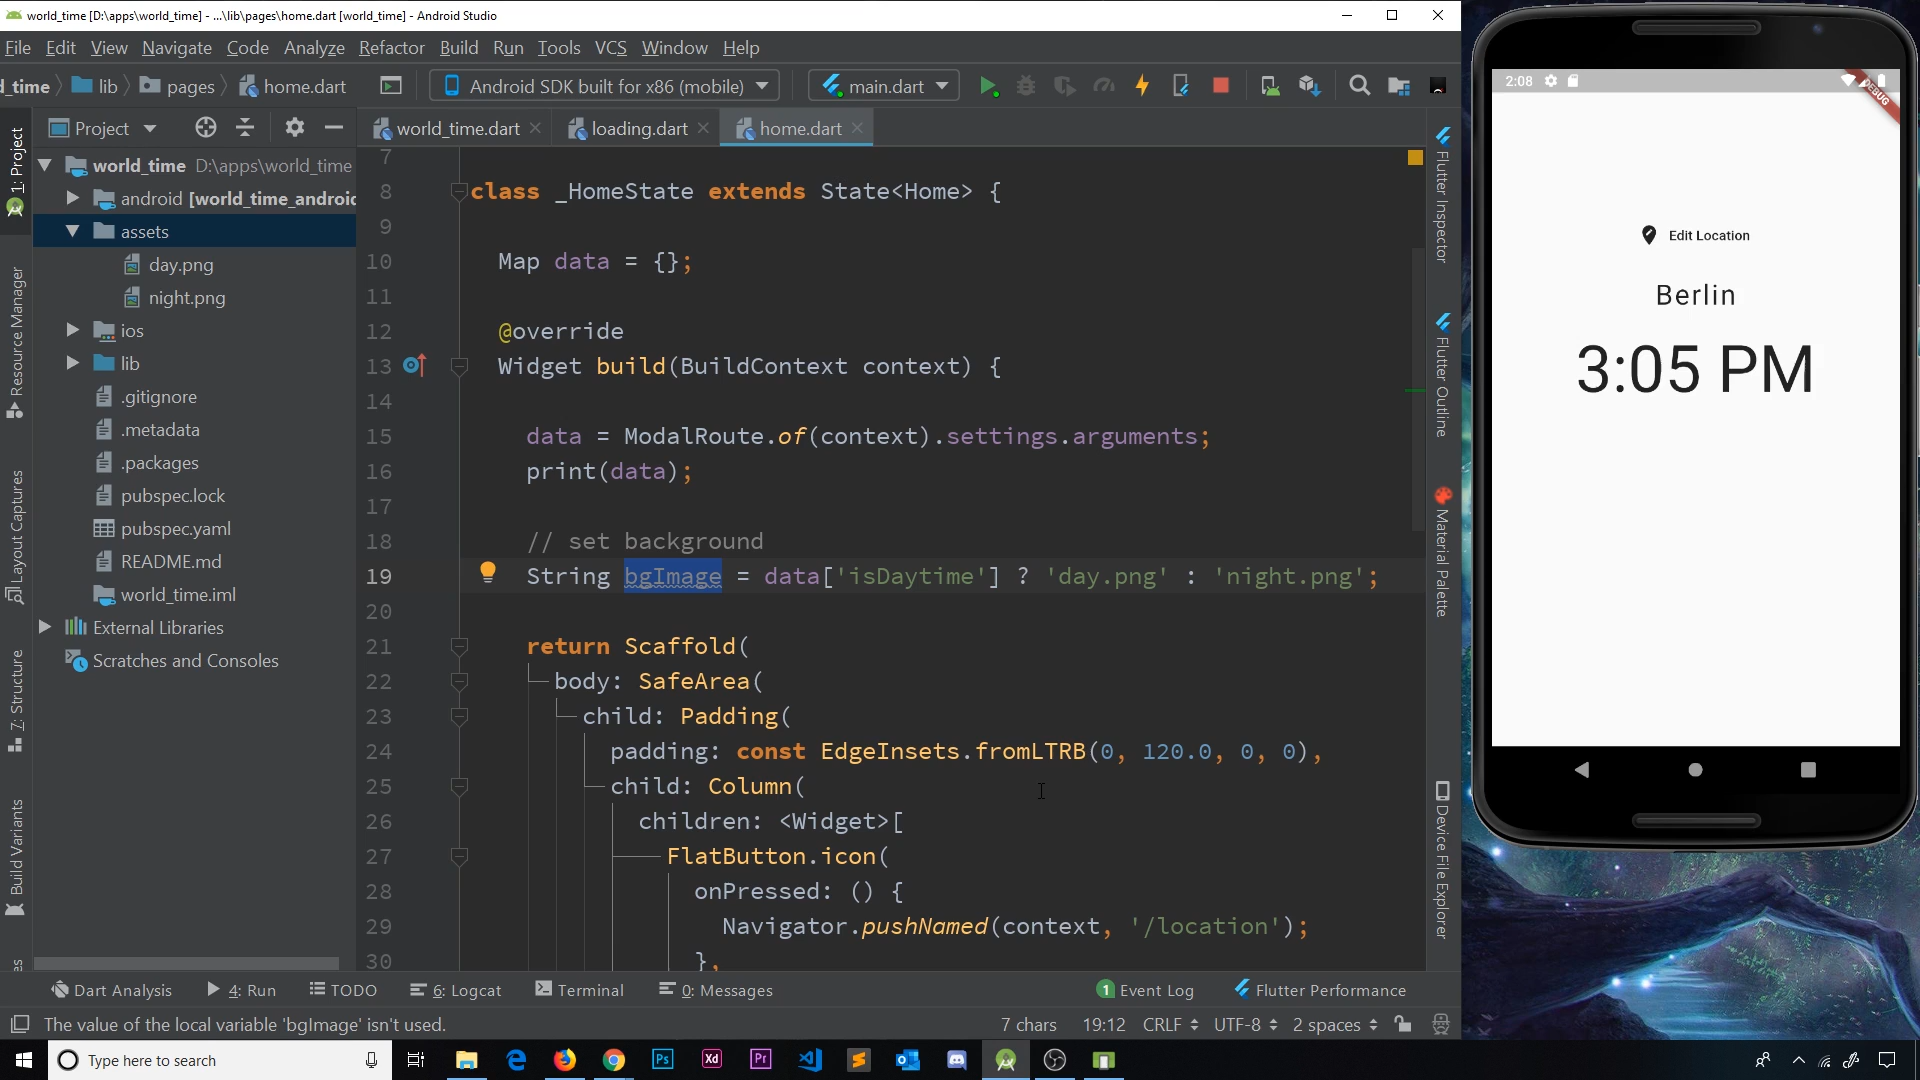 world_time [D:\apps\world_time] - ...\lib\pages\home.dart [world_time] - Android Studio
File Edit View Navigate Code Analyze Refactor Build Run Tools VCS Window Help
d_time lib pages home.dart Android SDK built for x86 (mobile) main.dart
Project
world_time.dart loading.dart home.dart
1: Project
Resource Manager
Layout Captures
Z: Structure
Build Variants
world_time D:\apps\world_time
android [world_time_android
assets
day.png
night.png
ios
lib
.gitignore
.metadata
.packages
pubspec.lock
pubspec.yaml
README.md
world_time.iml
External Libraries
Scratches and Consoles
7
8 class _HomeState extends State<Home> {
9
10 Map data = {};
11
12 @override
13 Widget build(BuildContext context) {
14
15 data = ModalRoute.of(context).settings.arguments;
16 print(data);
17
18 // set background
19 String bgImage = data['isDaytime'] ? 'day.png' : 'night.png';
20
21 return Scaffold(
22 body: SafeArea(
23 child: Padding(
24 padding: const EdgeInsets.fromLTRB(0, 120.0, 0, 0),
25 child: Column(
26 children: <Widget>[
27 FlatButton.icon(
28 onPressed: () {
29 Navigator.pushNamed(context, '/location');
30 },
Flutter Inspector
Flutter Outline
Material Palette
Device File Explorer
Dart Analysis 4: Run TODO 6: Logcat Terminal 0: Messages 1 Event Log Flutter Performance
The value of the local variable 'bgImage' isn't used. 7 chars 19:12 CRLF UTF-8 2 spaces
Type here to search
Ps Xd Pr
2:08
DEBUG
Edit Location
Berlin
3:05 PM